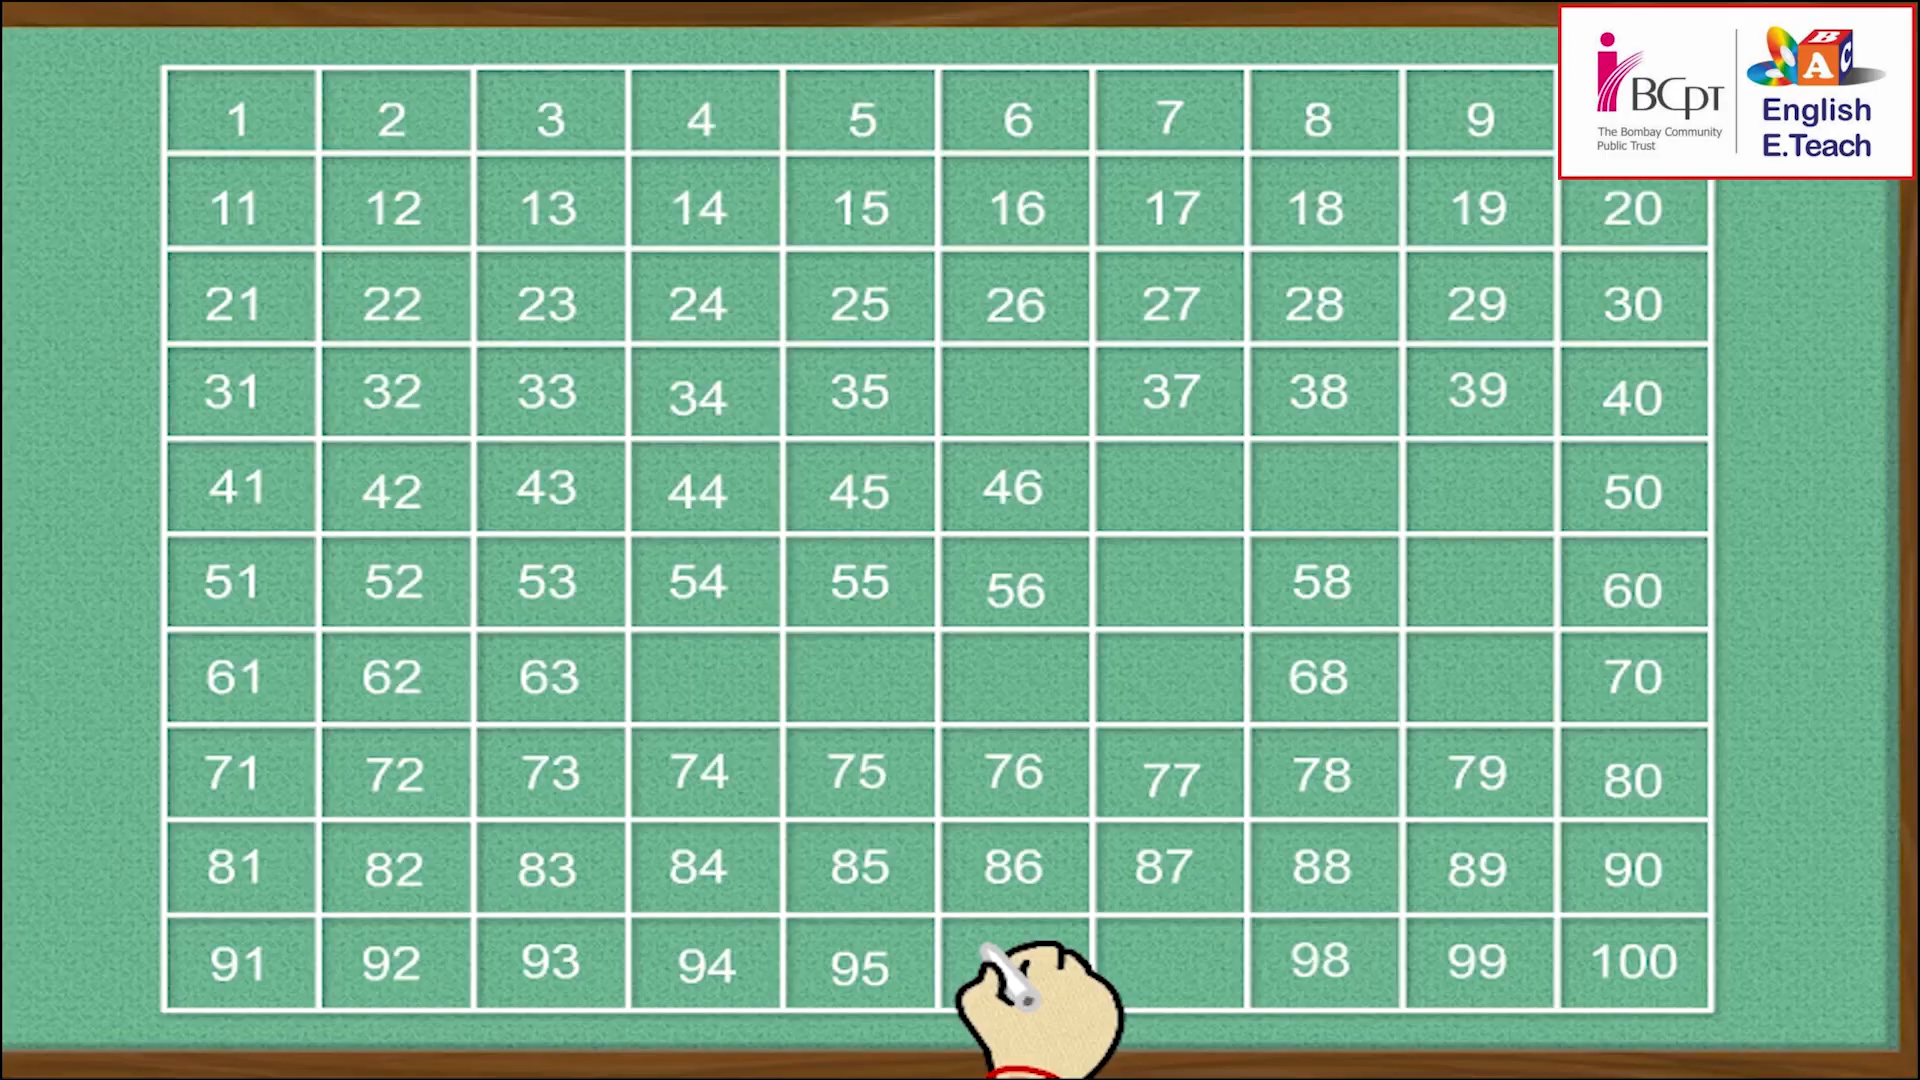 1 2 3 4 5 6 7 8 9
11 12 13 14 15 16 17 18 19 20
21 22 23 24 25 26 27 28 29 30
31 32 33 34 35 37 38 39 40
41 42 43 44 45 46 50
51 52 53 54 55 56 58 60
61 62 63 68 70
71 72 73 74 75 76 77 78 79 80
81 82 83 84 85 86 87 88 89 90
91 92 93 94 95 98 99 100
BCPT
The Bombay Community
Public Trust
A B C
English
E.Teach